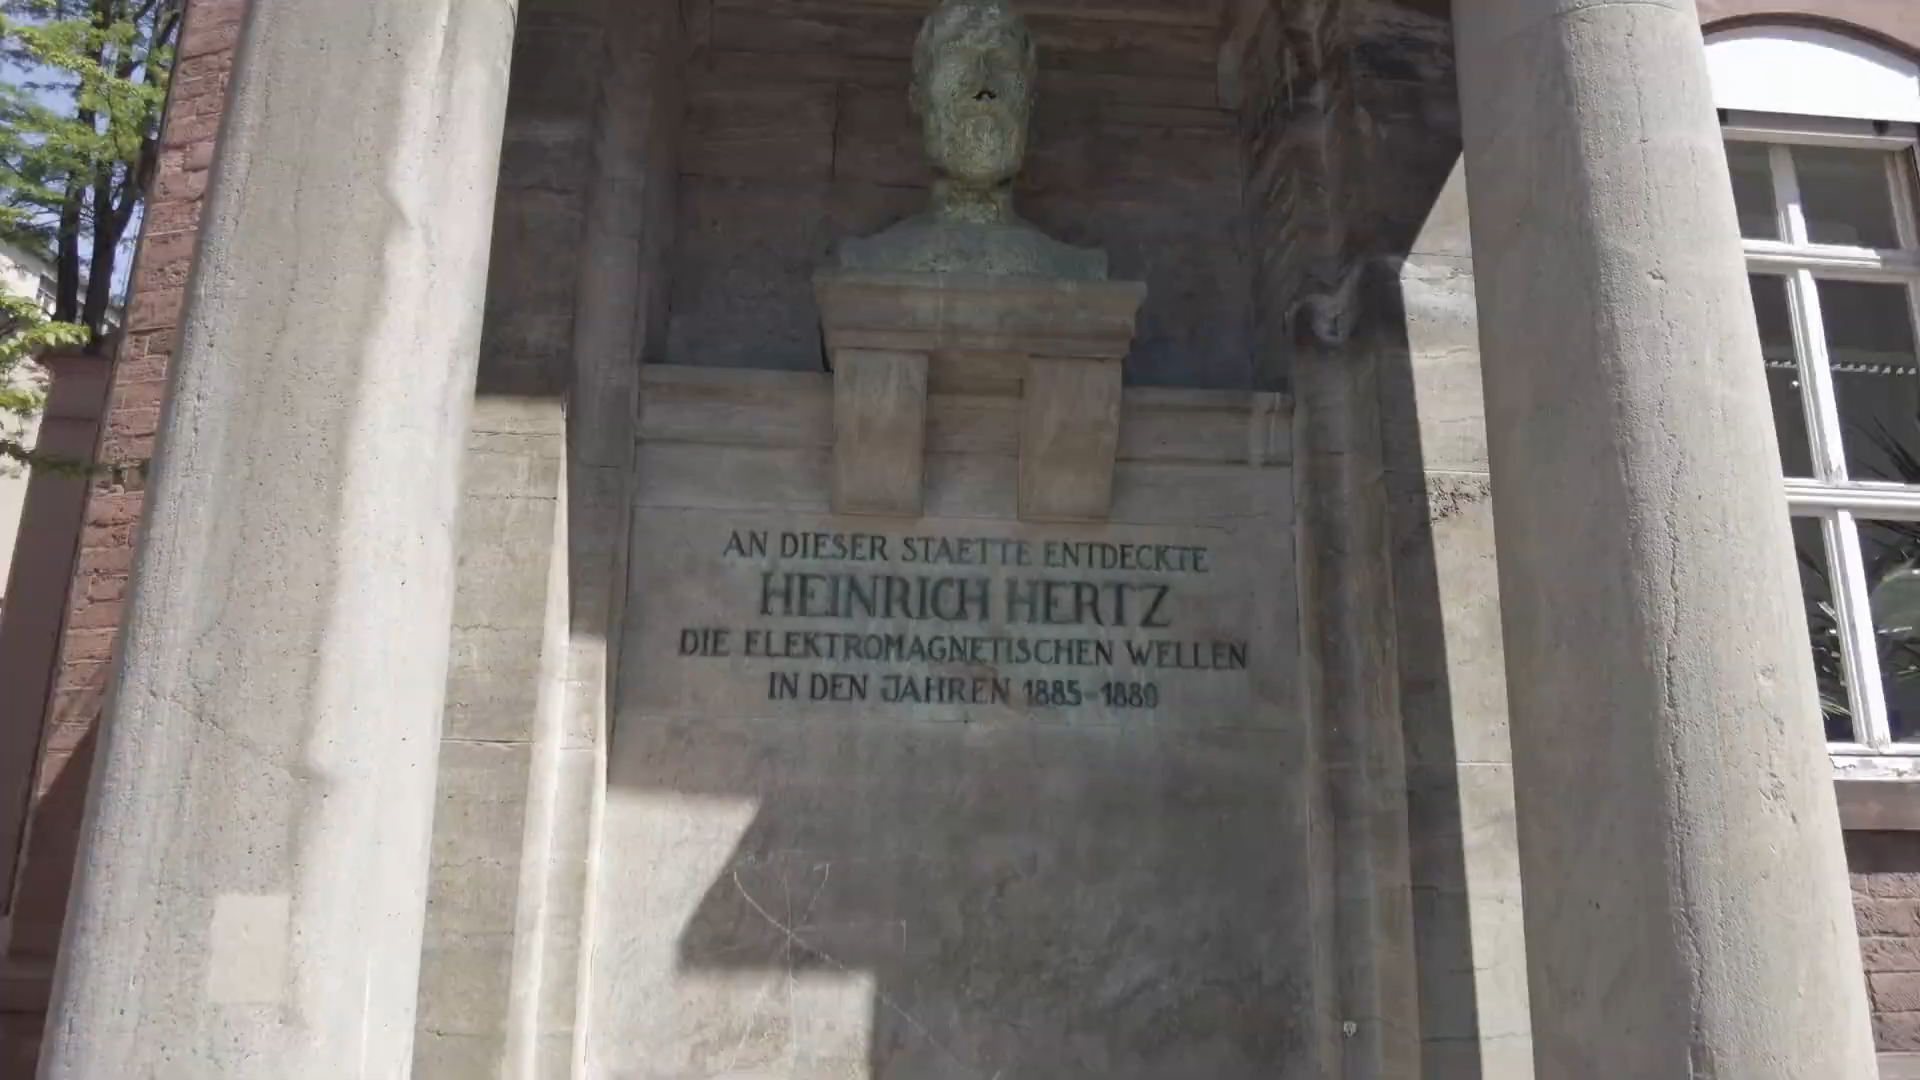 AN DIESER STAETTE ENTDECKTE
HEINRICH HERTZ
DIE ELEKTROMAGNETISCHEN WELLEN
IN DEN JAHREN 1885-1889